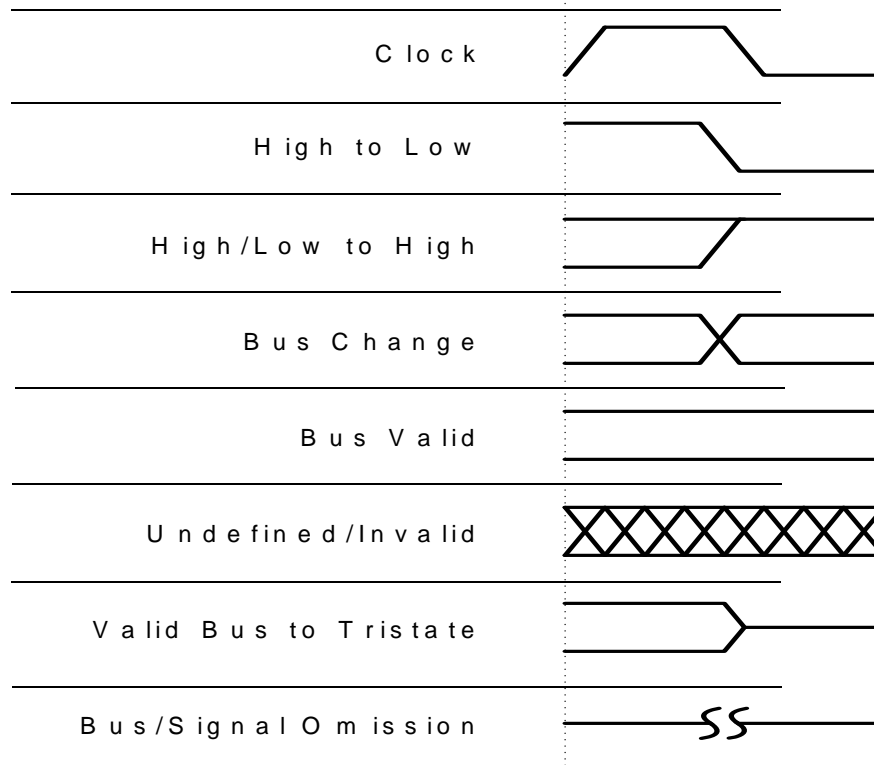 Clock
High to Low
High/Low to High
Bus Change
Bus Valid
Undefined/Invalid
Valid Bus to Tristate
Bus/Signal Omission